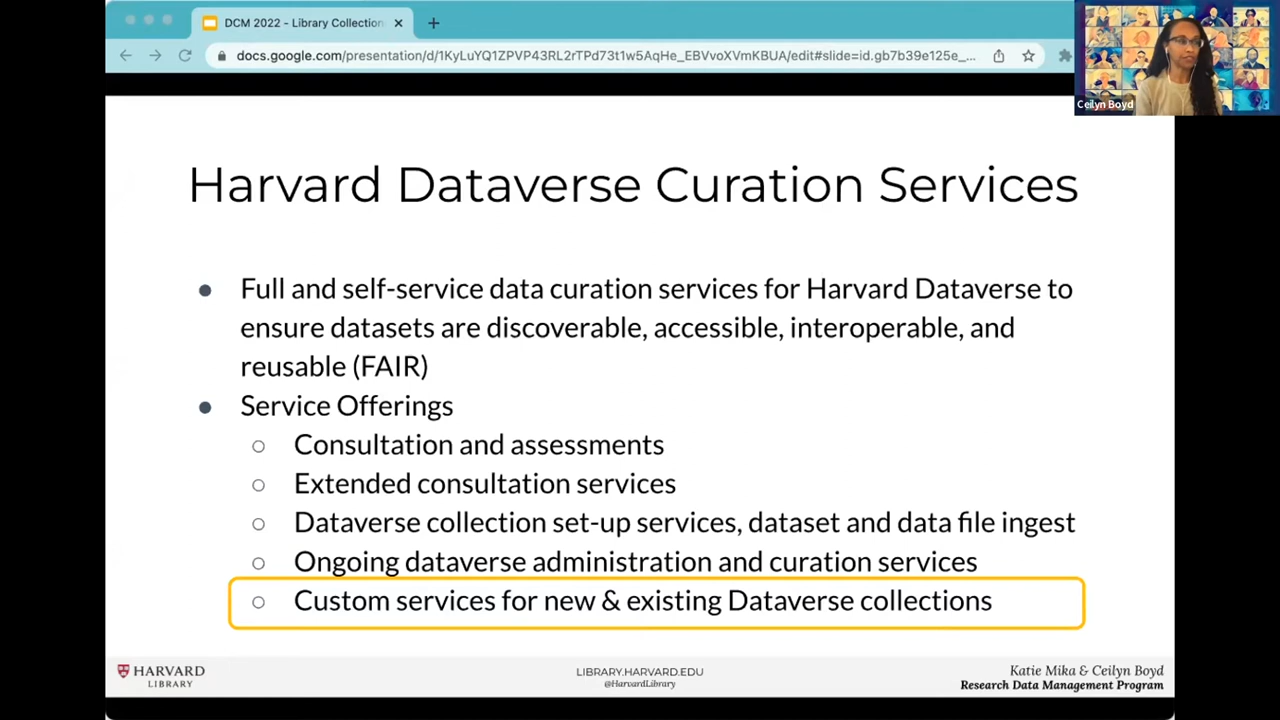 DCM 2022 - Library Collection
docs.google.com/presentation/d/1KyLuYQ1ZPVP43RL2rTPd73t1w5AqHe_EBVvoXVmKBUA/edit#slide=id.gb7b39e125e_...
Ceilyn Boyd
Harvard Dataverse Curation Services
Full and self-service data curation services for Harvard Dataverse to
ensure datasets are discoverable, accessible, interoperable, and
reusable (FAIR)
Service Offerings
Consultation and assessments
Extended consultation services
Dataverse collection set-up services, dataset and data file ingest
Ongoing dataverse administration and curation services
Custom services for new & existing Dataverse collections
HARVARD
LIBRARY
LIBRARY.HARVARD.EDU
@HarvardLibrary
Katie Mika & Ceilyn Boyd
Research Data Management Program